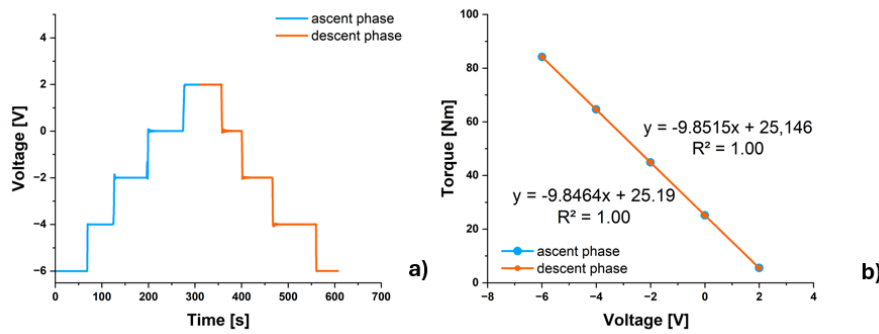 ascent phase
descent phase
Voltage [V]
4
2
0
−2
−4
−6
0 100 200 300 400 500 600 700
Time [s]
a)
Torque [Nm]
100
80
60
40
20
0
y = -9.8515x + 25,146
R² = 1.00
y = -9.8464x + 25.19
R² = 1.00
ascent phase
descent phase
−8 −6 −4 −2 0 2 4
Voltage [V]
b)